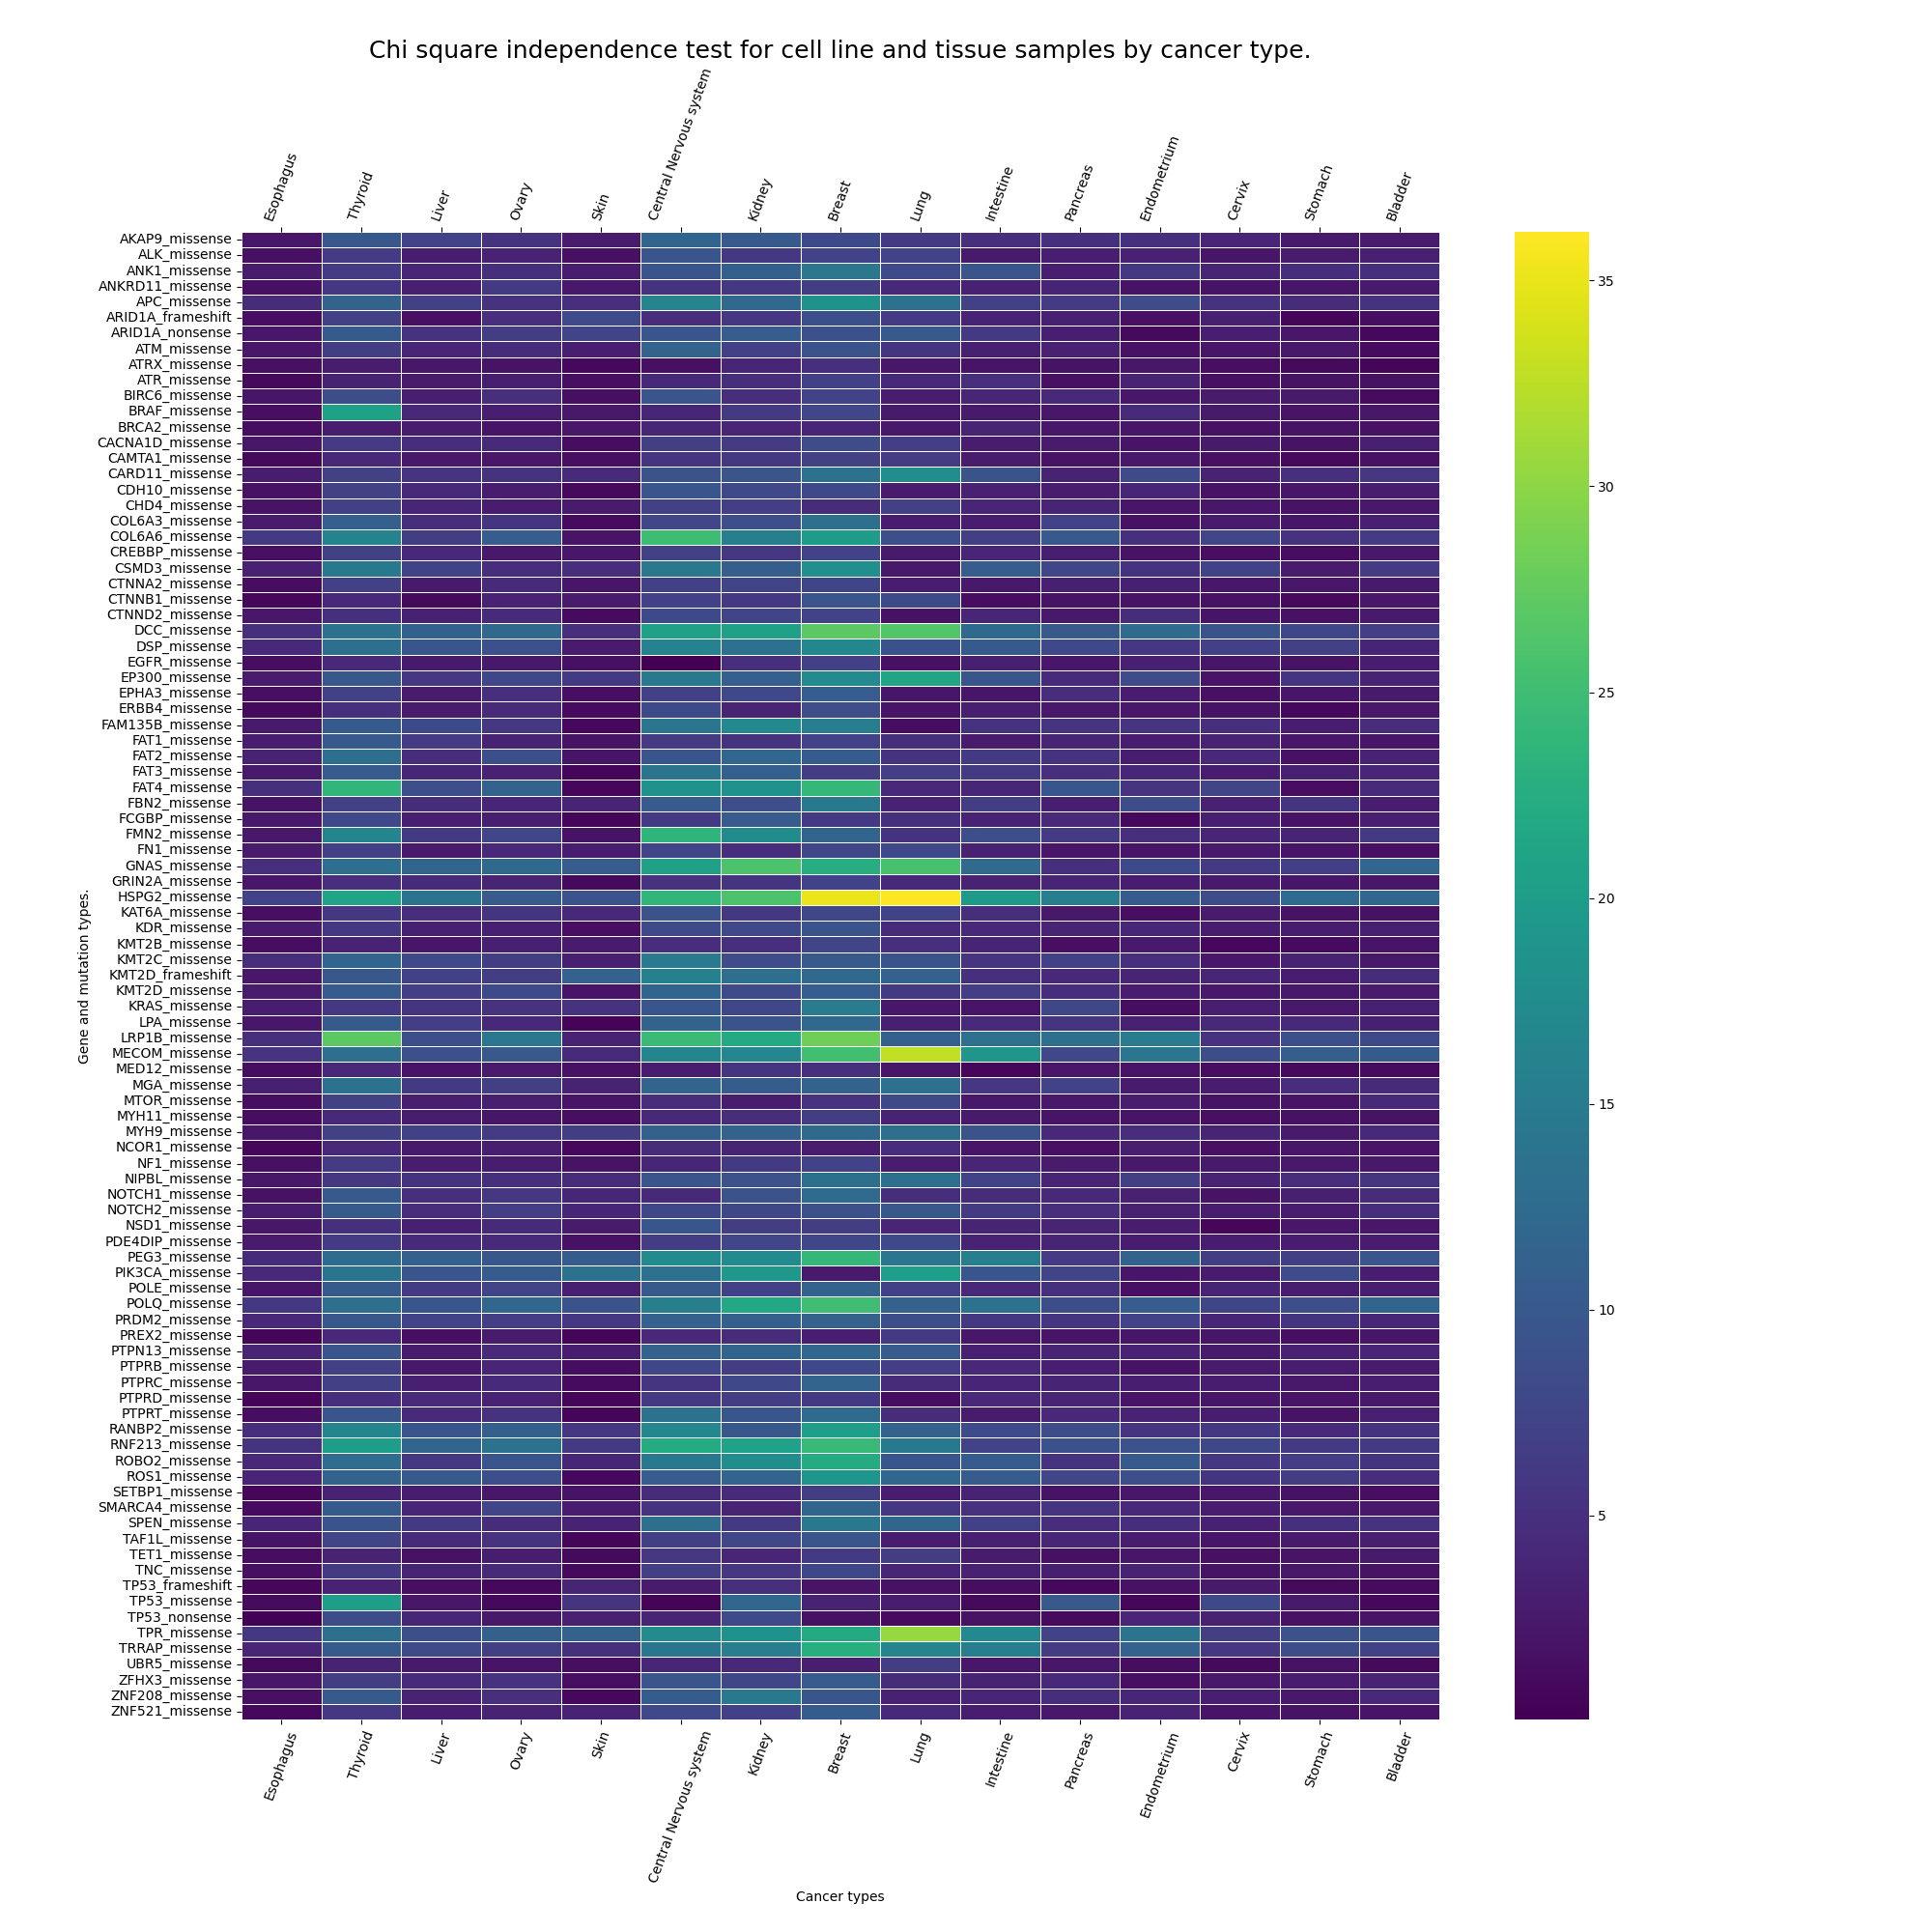 Chi square independence test for cell line and tissue samples by cancer type.
Esophagus
Thyroid
Liver
Ovary
Skin
Central Nervous system
Kidney
Breast
Lung
Intestine
Pancreas
Endometrium
Cervix
Stomach
Bladder
Gene and mutation types.
AKAP9_missense
ALK_missense
ANK1_missense
ANKRD11_missense
APC_missense
ARID1A_frameshift
ARID1A_nonsense
ATM_missense
ATRX_missense
ATR_missense
BIRC6_missense
BRAF_missense
BRCA2_missense
CACNA1D_missense
CAMTA1_missense
CARD11_missense
CDH10_missense
CHD4_missense
COL6A3_missense
COL6A6_missense
CREBBP_missense
CSMD3_missense
CTNNA2_missense
CTNNB1_missense
CTNND2_missense
DCC_missense
DSP_missense
EGFR_missense
EP300_missense
EPHA3_missense
ERBB4_missense
FAM135B_missense
FAT1_missense
FAT2_missense
FAT3_missense
FAT4_missense
FBN2_missense
FCGBP_missense
FMN2_missense
FN1_missense
GNAS_missense
GRIN2A_missense
HSPG2_missense
KAT6A_missense
KDR_missense
KMT2B_missense
KMT2C_missense
KMT2D_frameshift
KMT2D_missense
KRAS_missense
LPA_missense
LRP1B_missense
MECOM_missense
MED12_missense
MGA_missense
MTOR_missense
MYH11_missense
MYH9_missense
NCOR1_missense
NF1_missense
NIPBL_missense
NOTCH1_missense
NOTCH2_missense
NSD1_missense
PDE4DIP_missense
PEG3_missense
PIK3CA_missense
POLE_missense
POLQ_missense
PRDM2_missense
PREX2_missense
PTPN13_missense
PTPRB_missense
PTPRC_missense
PTPRD_missense
PTPRT_missense
RANBP2_missense
RNF213_missense
ROBO2_missense
ROS1_missense
SETBP1_missense
SMARCA4_missense
SPEN_missense
TAF1L_missense
TET1_missense
TNC_missense
TP53_frameshift
TP53_missense
TP53_nonsense
TPR_missense
TRRAP_missense
UBR5_missense
ZFHX3_missense
ZNF208_missense
ZNF521_missense
35
30
25
20
15
10
5
Esophagus
Thyroid
Liver
Ovary
Skin
Central Nervous system
Kidney
Breast
Lung
Intestine
Pancreas
Endometrium
Cervix
Stomach
Bladder
Cancer types